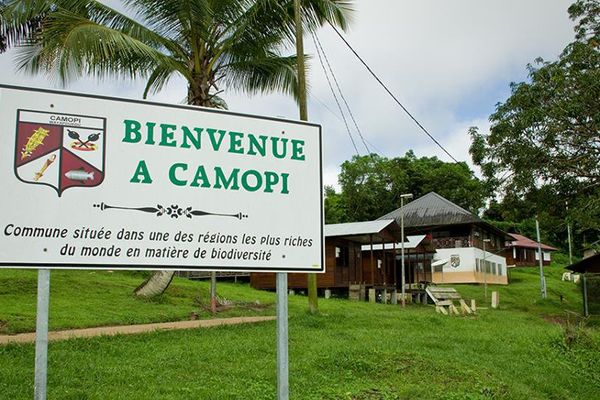 CAMOPI
BIENVENUE
A CAMOPI
Commune située dans une des régions les plus riches
du monde en matière de biodiversité